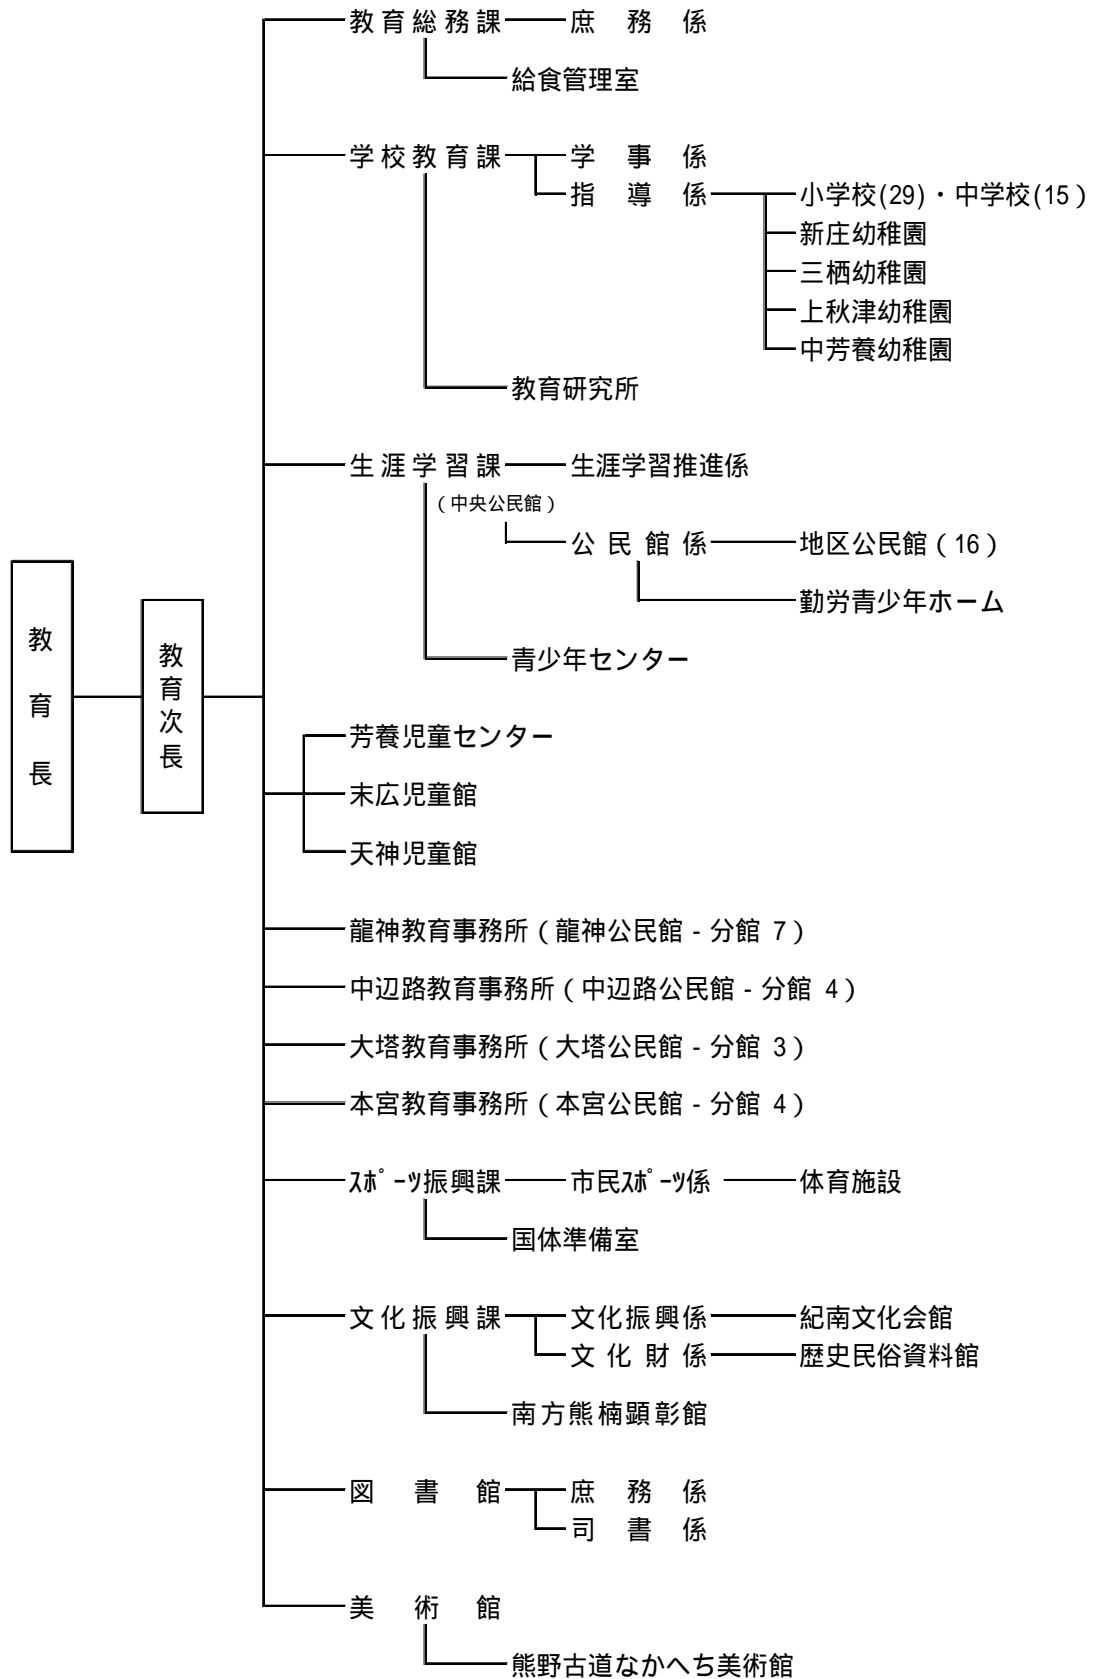 教育総務課 庶務係
給食管理室
学校教育課 学事係
指導係 小学校(29)・中学校(15)
新庄幼稚園
三栖幼稚園
上秋津幼稚園
中芳養幼稚園
教育研究所
生涯学習課 生涯学習推進係
(中央公民館)
公民館係 地区公民館(16)
勤労青少年ホーム
青少年センター
教育長
教育次長
芳養児童センター
末広児童館
天神児童館
龍神教育事務所(龍神公民館 - 分館 7)
中辺路教育事務所(中辺路公民館 - 分館 4)
大塔教育事務所(大塔公民館 - 分館 3)
本宮教育事務所(本宮公民館 - 分館 4)
ｽﾎﾟｰﾂ振興課 市民ｽﾎﾟｰﾂ係 体育施設
国体準備室
文化振興課 文化振興係 紀南文化会館
文化財係 歴史民俗資料館
南方熊楠顕彰館
図書館 庶務係
司書係
美術館
熊野古道なかへち美術館